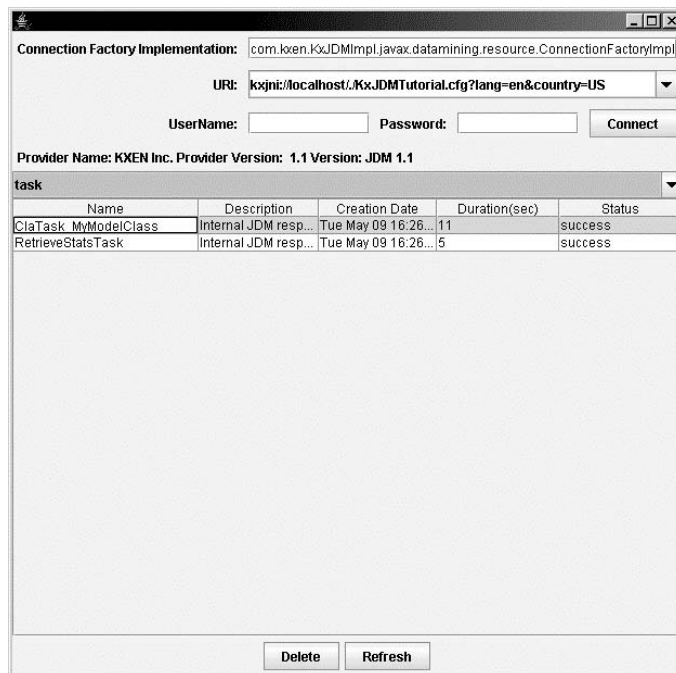 Connection Factory Implementation: com.kxen.KxJDMImpl.javax.datamining.resource.ConnectionFactoryImpl
URI: kxjni://localhost/./KxJDMTutorial.cfg?lang=en&country=US
UserName: Password: Connect
Provider Name: KXEN Inc. Provider Version: 1.1 Version: JDM 1.1
task
Name Description Creation Date Duration(sec) Status
ClaTask_MyModelClass Internal JDM resp... Tue May 09 16:26... 11 success
RetrieveStatsTask Internal JDM resp... Tue May 09 16:26... 5 success
Delete Refresh